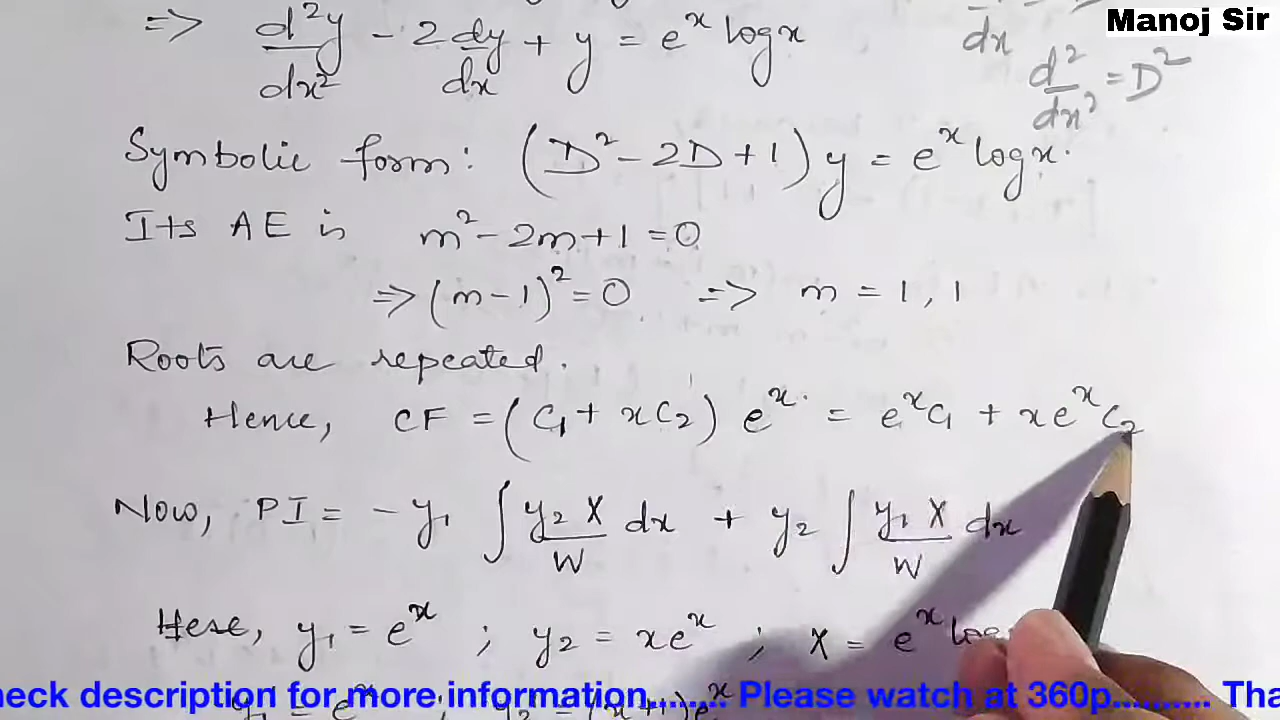 Manoj Sir
=> d²y/dx² - 2 dy/dx + y = e^x log x
dx
d²/dx² = D²
Symbolic form: (D² - 2D + 1) y = e^x log x.
Its AE is m² - 2m + 1 = 0
=> (m - 1)² = 0 => m = 1, 1
Roots are repeated.
Hence, CF = (C₁ + xC₂) e^x. = e^x C₁ + x e^x C₂
Now, PI = - y₁ ∫ y₂ X / W dx + y₂ ∫ y₁ X / W dx
Here, y₁ = e^x ; y₂ = xe^x ; X = e^x log
heck description for more information........ Please watch at 360p.......... Tha